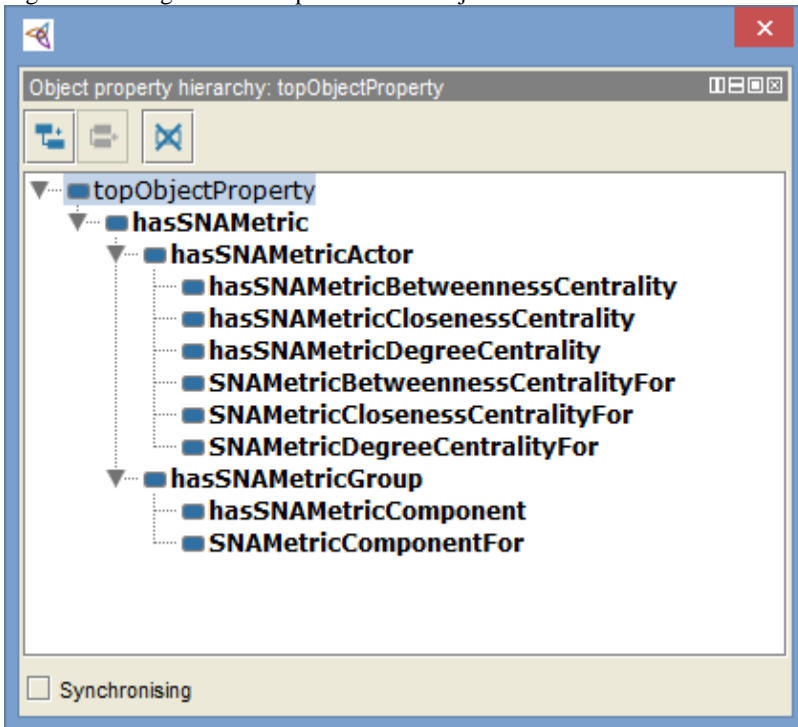 Object property hierarchy: topObjectProperty
topObjectProperty
hasSNAMetric
hasSNAMetricActor
hasSNAMetricBetweennessCentrality
hasSNAMetricClosenessCentrality
hasSNAMetricDegreeCentrality
SNAMetricBetweennessCentralityFor
SNAMetricClosenessCentralityFor
SNAMetricDegreeCentralityFor
hasSNAMetricGroup
hasSNAMetricComponent
SNAMetricComponentFor
Synchronising